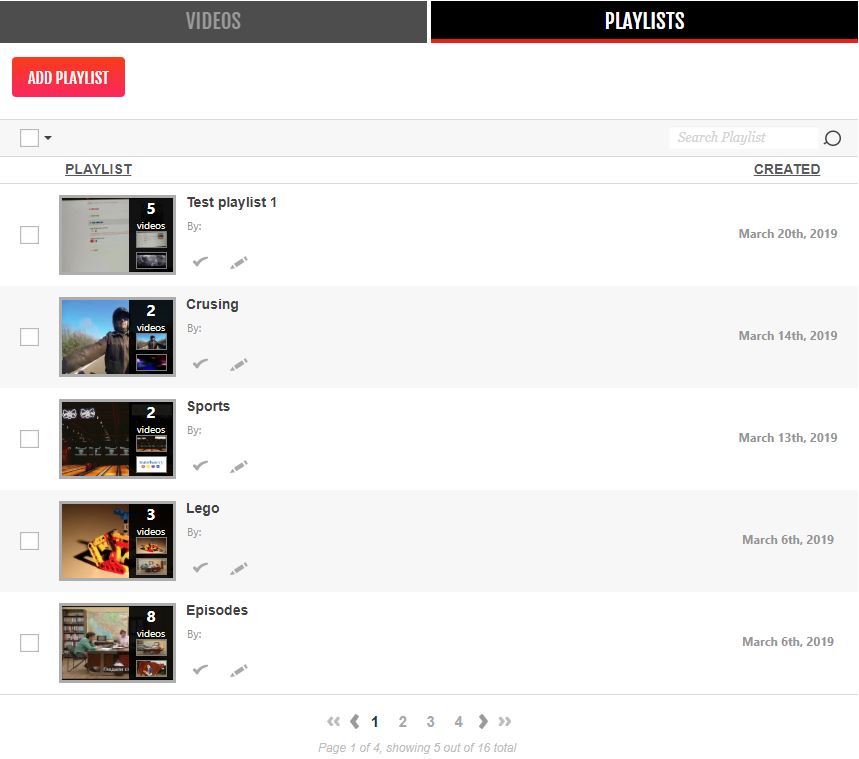 VIDEOS
PLAYLISTS
ADD PLAYLIST
Search Playlist
PLAYLIST
CREATED
5
videos
Test playlist 1
By:
March 20th, 2019
2
videos
Crusing
By:
March 14th, 2019
2
videos
Sports
By:
March 13th, 2019
3
videos
Lego
By:
March 6th, 2019
8
videos
Episodes
By:
March 6th, 2019
1 2 3 4
Page 1 of 4, showing 5 out of 16 total